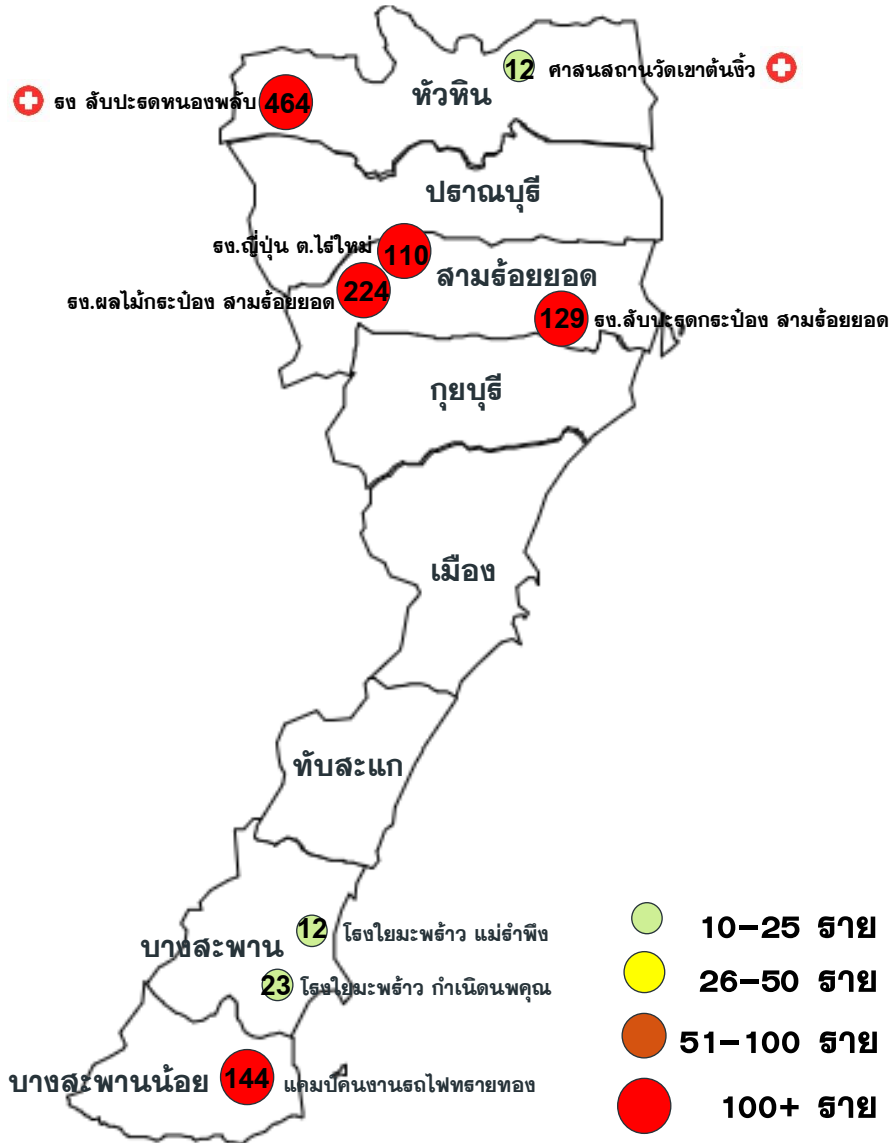 12 ศาสนสถานวัดเขาต้นงิ้ว
หัวหิน
รง สับปะรดหนองพลับ 464
ปราณบุรี
รง.ญี่ปุ่น ต.ไร่ใหม่ 110
สามร้อยยอด
รง.ผลไม้กระป๋อง สามร้อยยอด 224
129 รง.สับปะรดกระป๋อง สามร้อยยอด
กุยบุรี
เมือง
ทับสะแก
บางสะพาน
12 โรงใยมะพร้าว แม่รำพึง
23 โรงใยมะพร้าว กำเนิดนพคุณ
บางสะพานน้อย 144 แคมป์คนงานรถไฟทรายทอง
10-25 ราย
26-50 ราย
51-100 ราย
100+ ราย